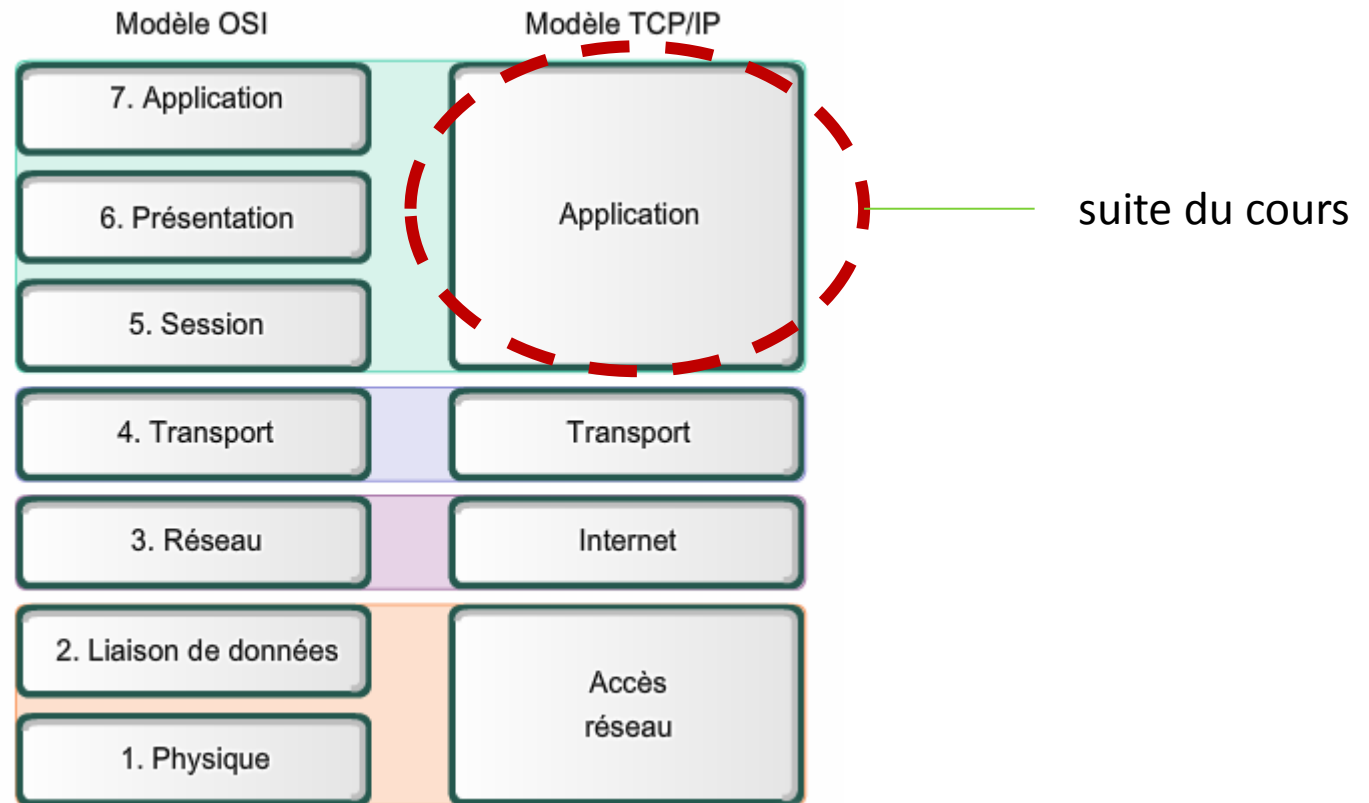 Modèle OSI
Modèle TCP/IP
7. Application
6. Présentation
5. Session
Application
suite du cours
4. Transport
Transport
3. Réseau
Internet
2. Liaison de données
1. Physique
Accès
réseau